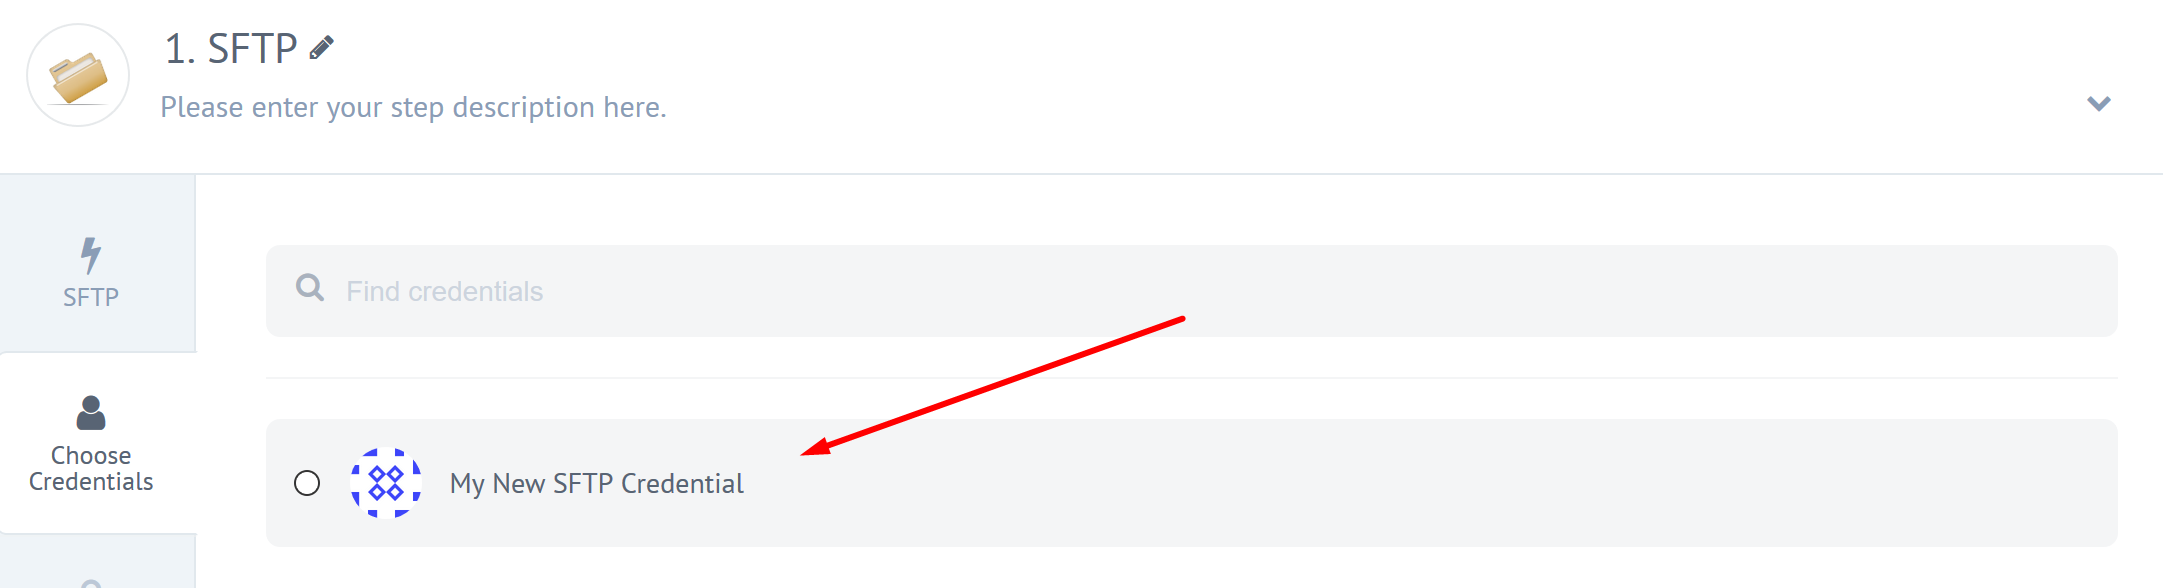 1. SFTP
Please enter your step description here.
SFTP
Find credentials
Choose
Credentials
My New SFTP Credential